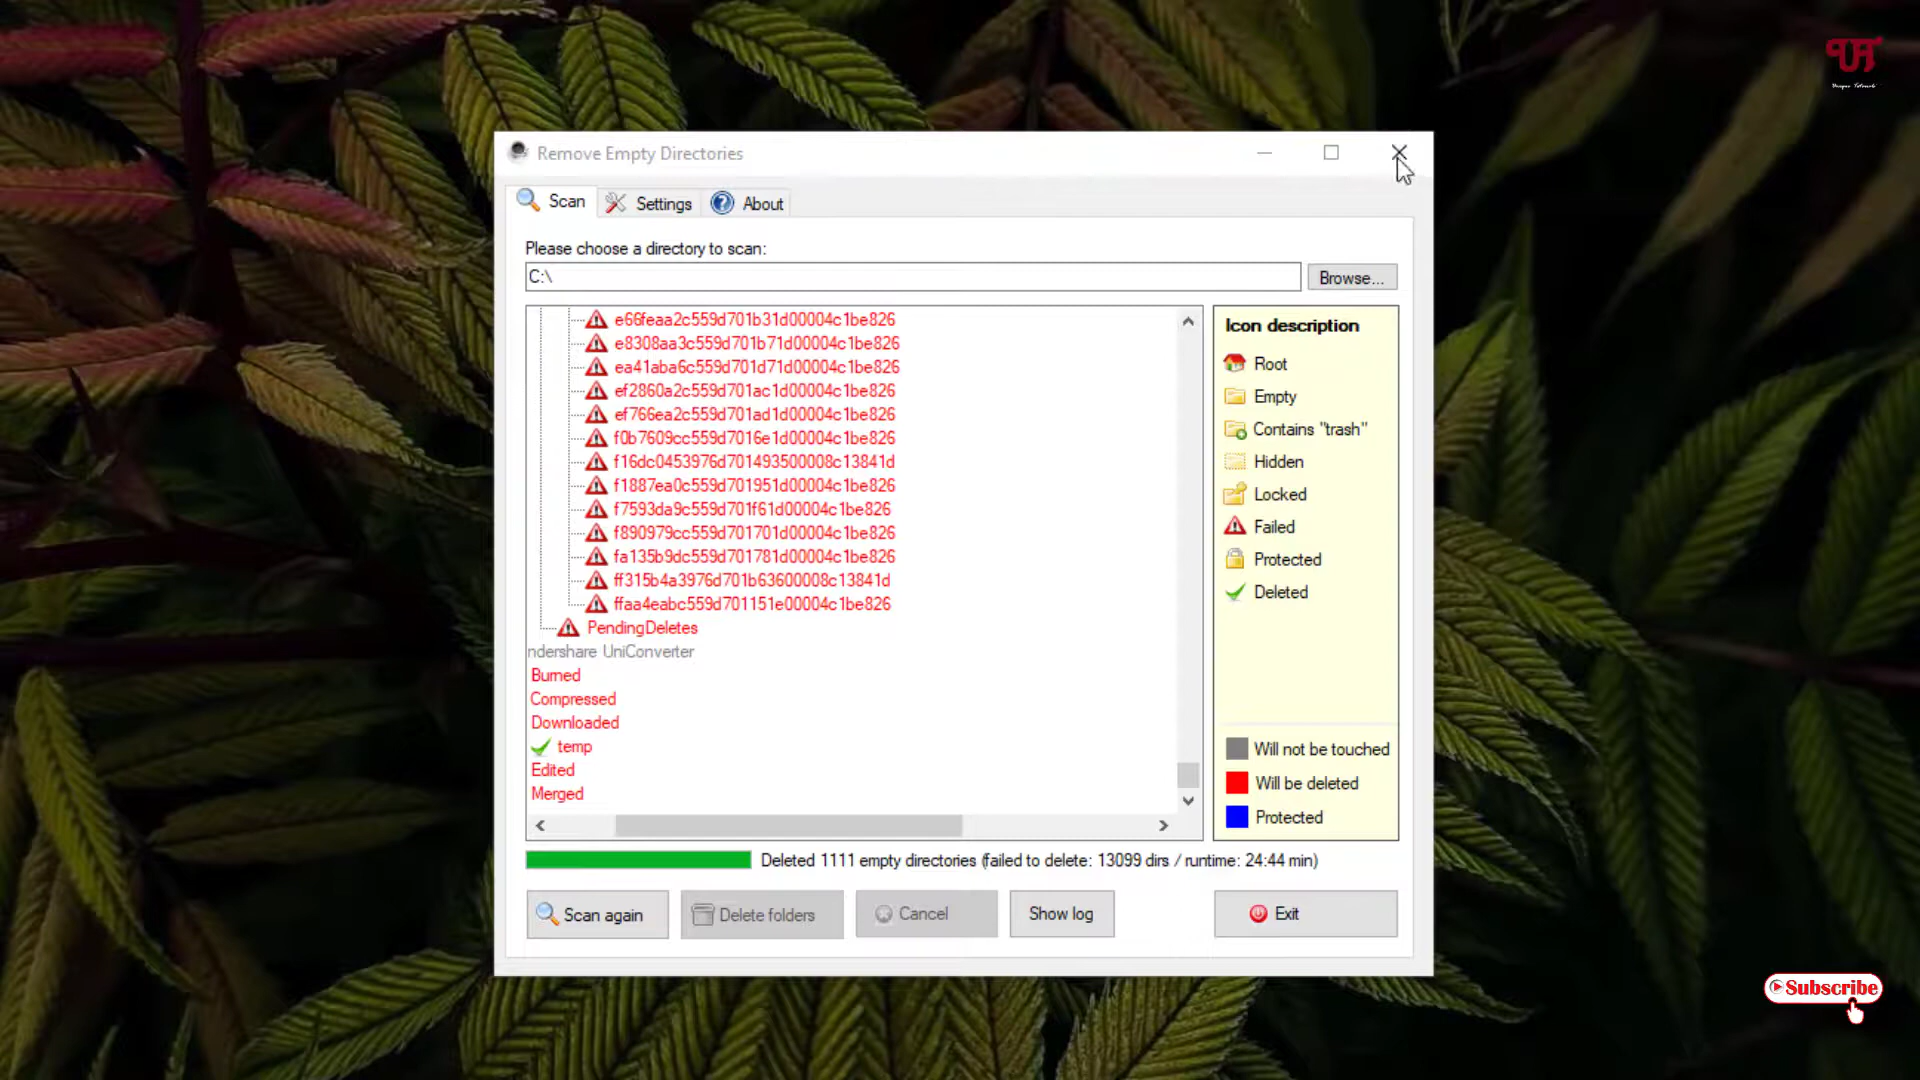 UT
Unique Tutorials
Remove Empty Directories
Scan
Settings
About
Please choose a directory to scan:
C:\
Browse...
e66feaa2c559d701b31d00004c1be826
e8308aa3c559d701b71d00004c1be826
ea41aba6c559d701d71d00004c1be826
ef2860a2c559d701ac1d00004c1be826
ef766ea2c559d701ad1d00004c1be826
f0b7609cc559d7016e1d00004c1be826
f16dc0453976d701493500008c13841d
f1887ea0c559d701951d00004c1be826
f7593da9c559d701f61d00004c1be826
f890979cc559d701701d00004c1be826
fa135b9dc559d701781d00004c1be826
ff315b4a3976d701b63600008c13841d
ffaa4eabc559d701151e00004c1be826
PendingDeletes
ndershare UniConverter
Burned
Compressed
Downloaded
temp
Edited
Merged
Icon description
Root
Empty
Contains "trash"
Hidden
Locked
Failed
Protected
Deleted
Will not be touched
Will be deleted
Protected
Deleted 1111 empty directories (failed to delete: 13099 dirs / runtime: 24:44 min)
Scan again
Delete folders
Cancel
Show log
Exit
Subscribe